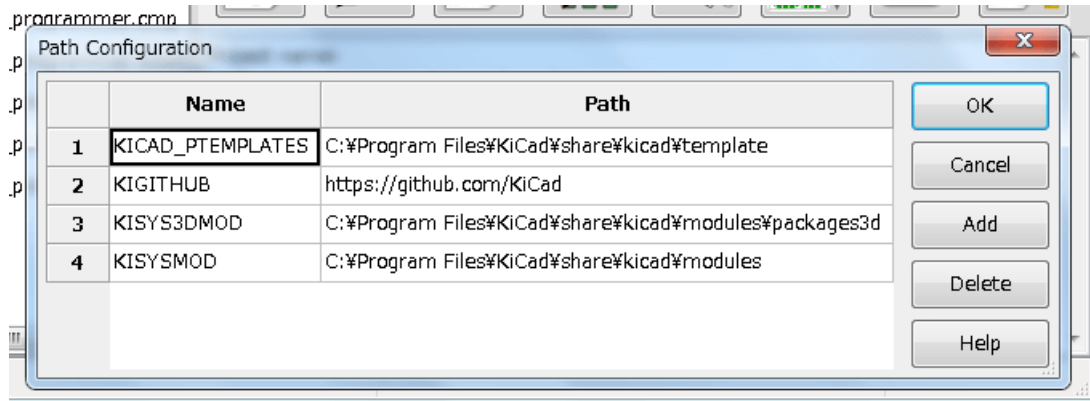 programmer.cmp
Path Configuration
Name Path
1 KICAD_PTEMPLATES C:¥Program Files¥KiCad¥share¥kicad¥template
2 KIGITHUB https://github.com/KiCad
3 KISYS3DMOD C:¥Program Files¥KiCad¥share¥kicad¥modules¥packages3d
4 KISYSMOD C:¥Program Files¥KiCad¥share¥kicad¥modules
OK
Cancel
Add
Delete
Help